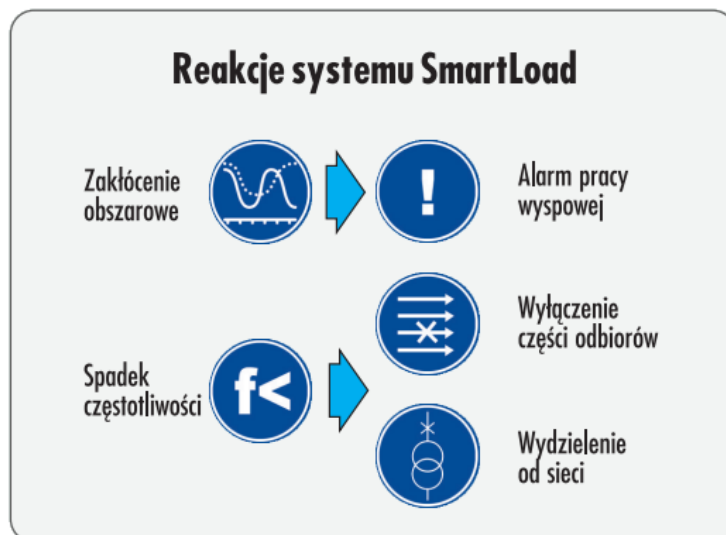 Reakcje systemu SmartLoad
Zakłócenie
obszarowe
!
Alarm pracy
wyspowej
Spadek
częstotliwości
f<
Wyłączenie
części odbiorów
Wydzielenie
od sieci